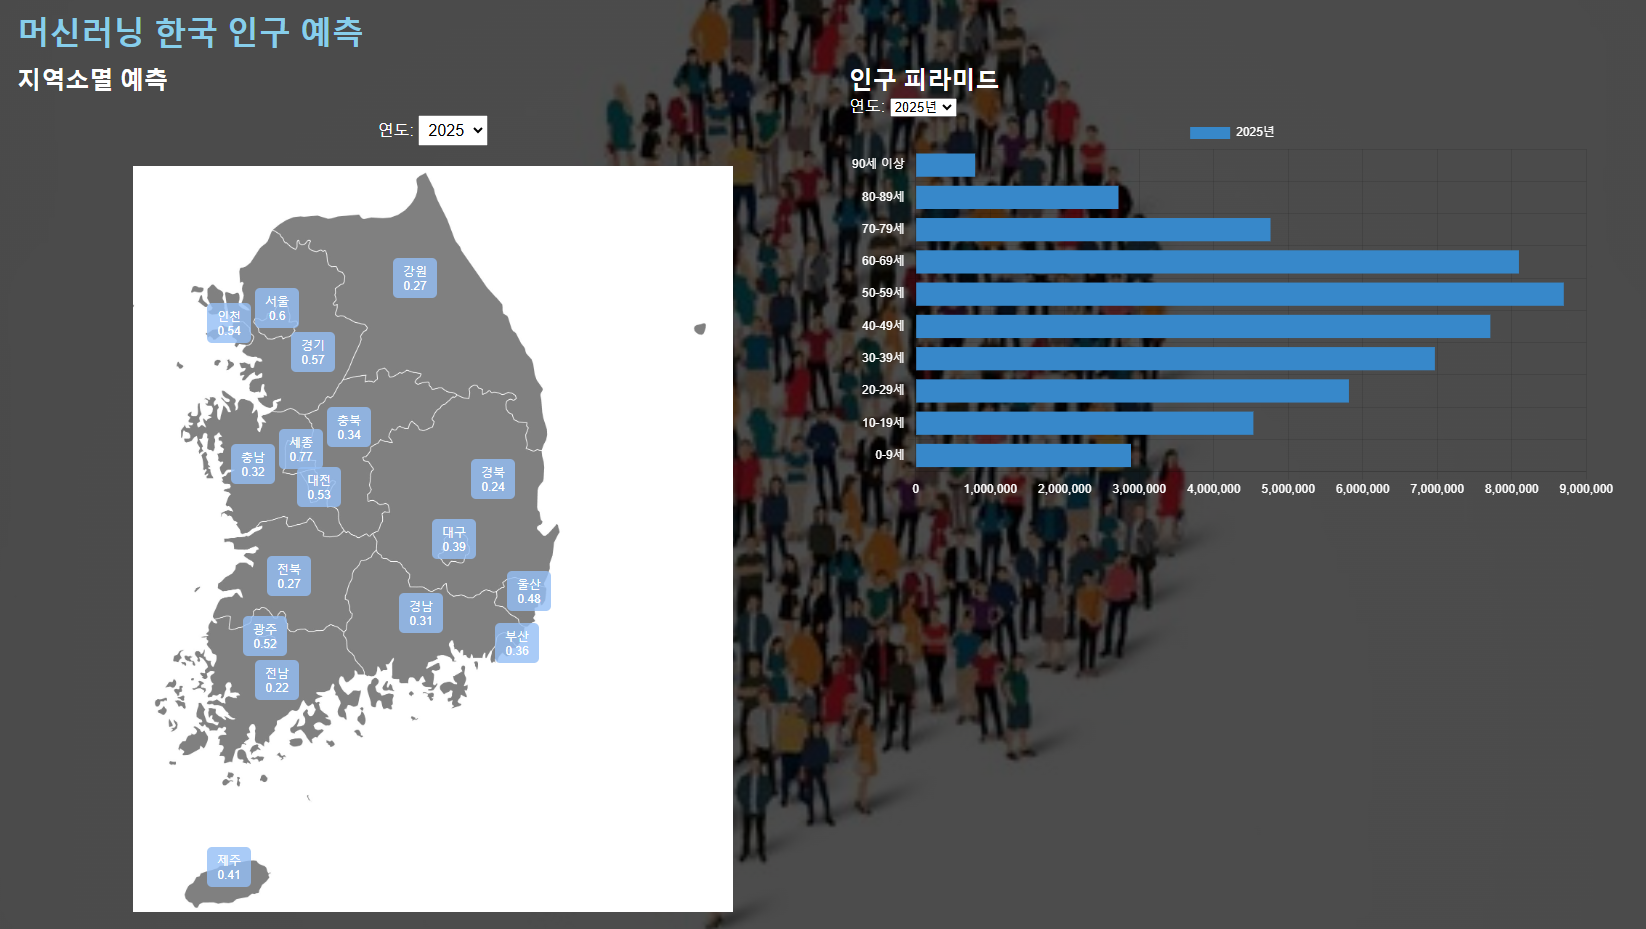 머신러닝 한국 인구 예측
지역소멸 예측
연도: 2025
강원
0.27
서울
0.6
인천
0.54
경기
0.57
충북
0.34
세종
0.77
충남
0.32
대전
0.53
경북
0.24
대구
0.39
전북
0.27
울산
0.48
경남
0.31
광주
0.52
부산
0.36
전남
0.22
제주
0.41
인구 피라미드
연도: 2025년
2025년
90세 이상
80-89세
70-79세
60-69세
50-59세
40-49세
30-39세
20-29세
10-19세
0-9세
0 1,000,000 2,000,000 3,000,000 4,000,000 5,000,000 6,000,000 7,000,000 8,000,000 9,000,000